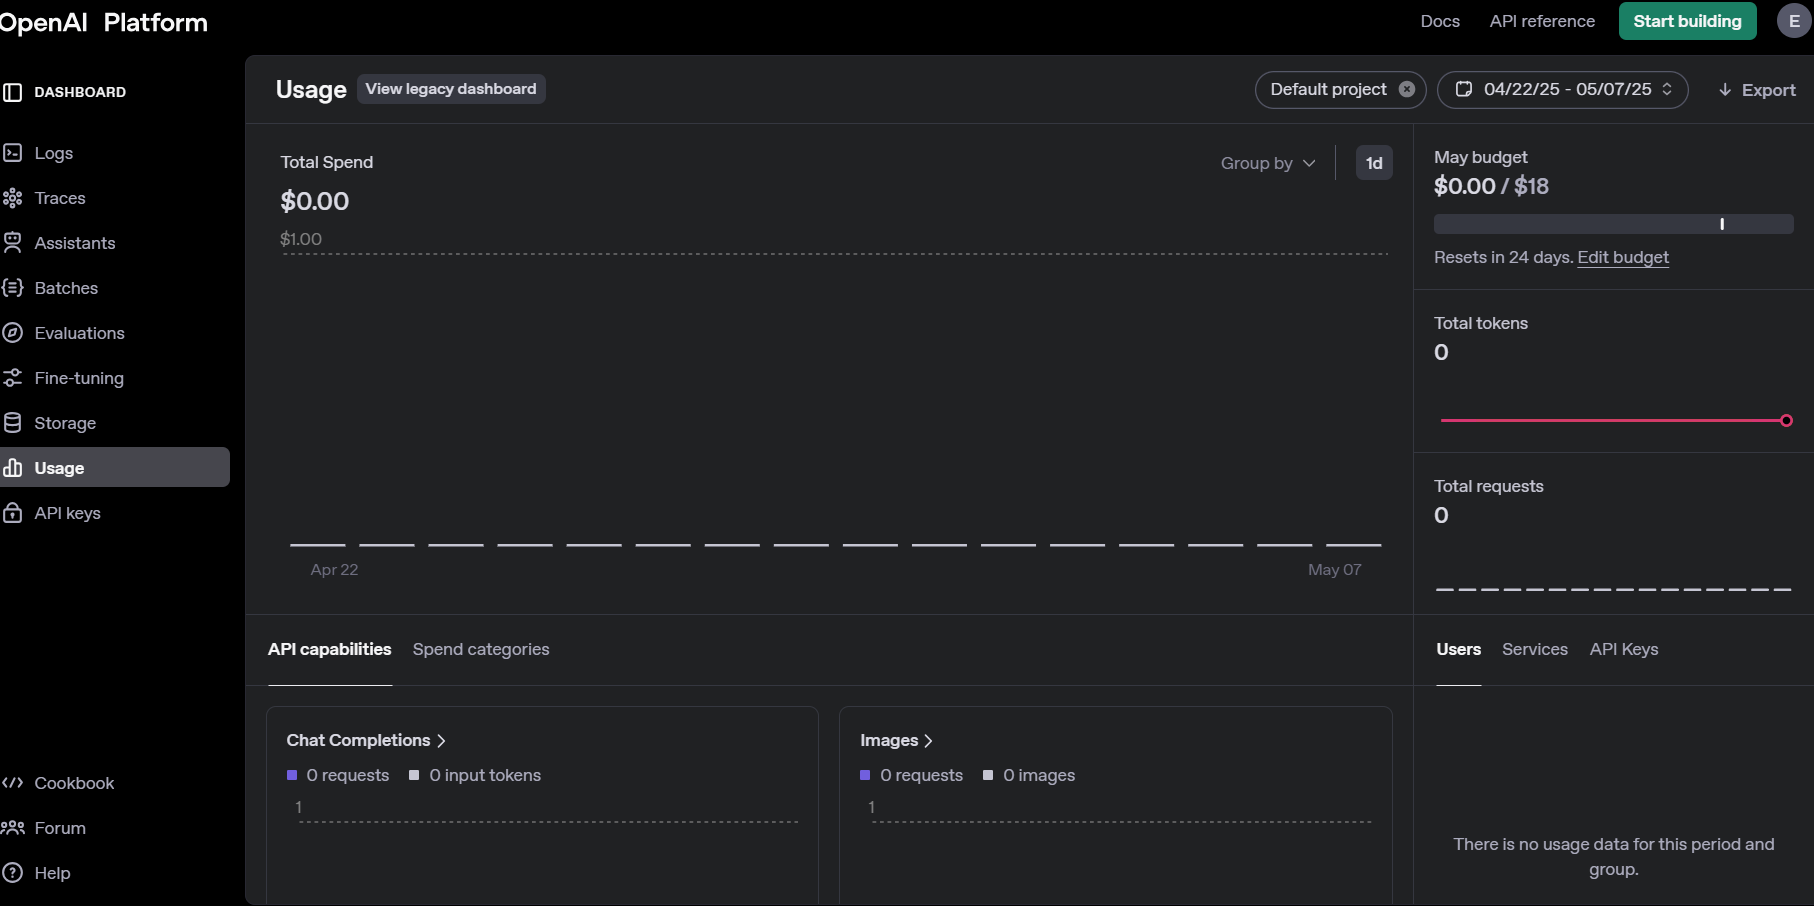 OpenAI Platform
Docs
API reference
Start building
E
DASHBOARD
Logs
Traces
Assistants
Batches
Evaluations
Fine-tuning
Storage
Usage
API keys
Cookbook
Forum
Help
Usage
View legacy dashboard
Default project
04/22/25 - 05/07/25
Export
Total Spend
$0.00
Group by
1d
$1.00
Apr 22
May 07
May budget
$0.00 / $18
Resets in 24 days. Edit budget
Total tokens
0
Total requests
0
API capabilities
Spend categories
Chat Completions
0 requests
0 input tokens
1
Images
0 requests
0 images
1
Users
Services
API Keys
There is no usage data for this period and
group.